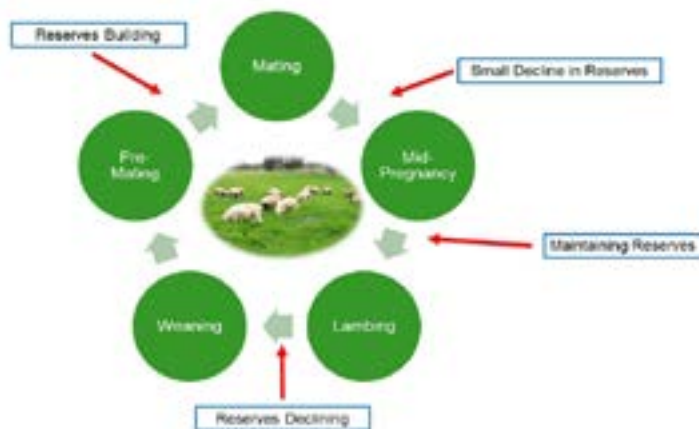 Reserves Building
Mating
Small Decline in Reserves
Pre-
Mating
Mid-
Pregnancy
Maintaining Reserves
Weaning
Lambing
Reserves Declining